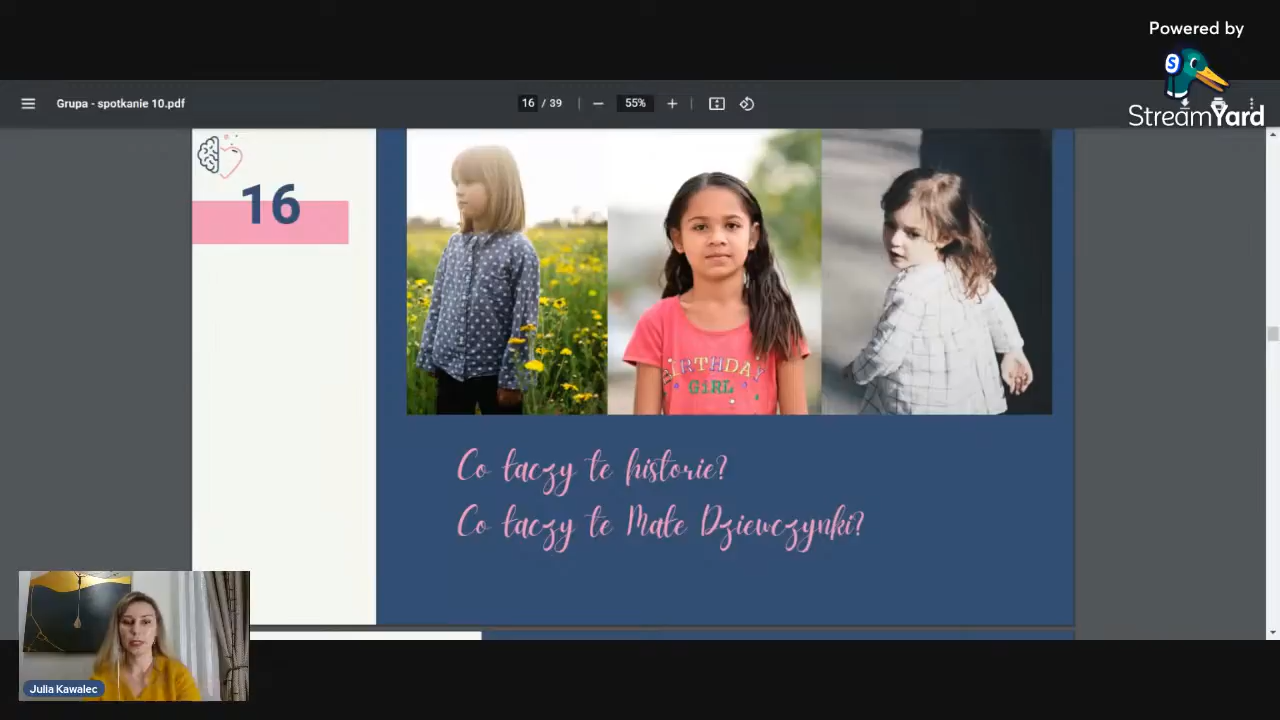 Powered by
StreamYard
Grupa - spotkanie 10.pdf
16 / 39
55%
16
BIRTHDAY
GiRL
Co łączy te historie?
Co łączy te Małe Dziewczynki?
Julia Kawalec